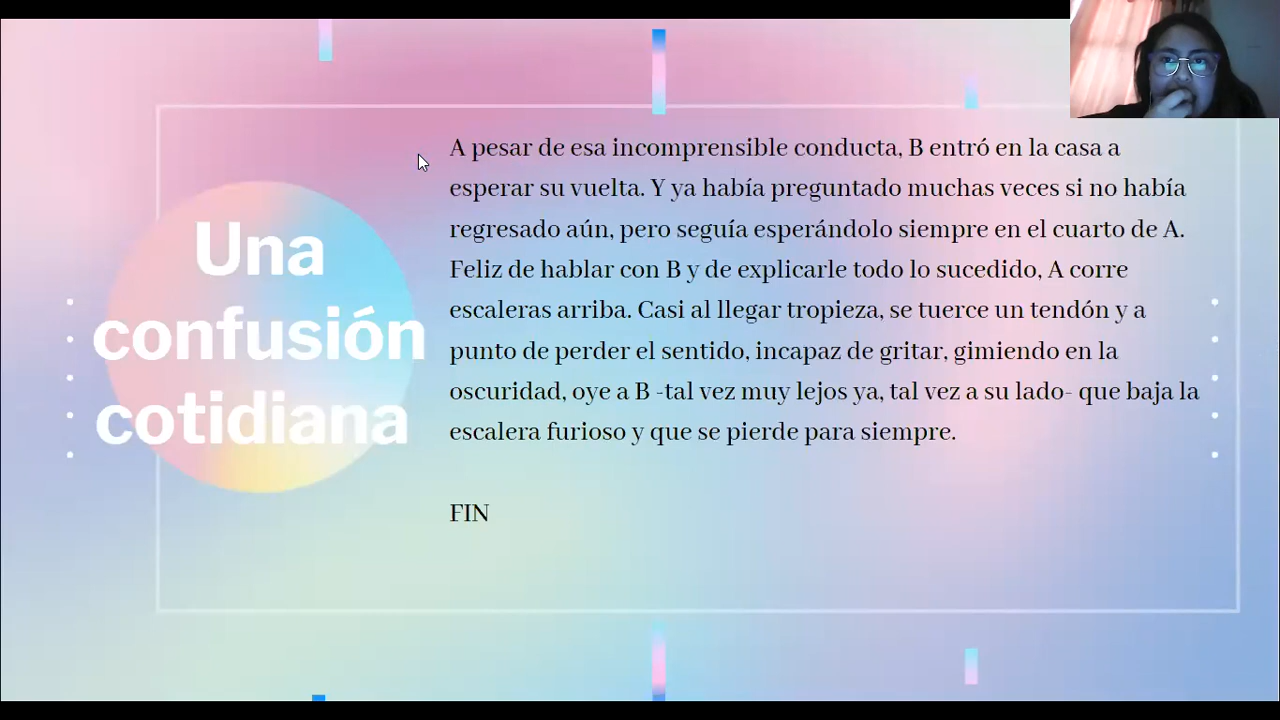 Una
confusión
cotidiana
A pesar de esa incomprensible conducta, B entró en la casa a
esperar su vuelta. Y ya había preguntado muchas veces si no había
regresado aún, pero seguía esperándolo siempre en el cuarto de A.
Feliz de hablar con B y de explicarle todo lo sucedido, A corre
escaleras arriba. Casi al llegar tropieza, se tuerce un tendón y a
punto de perder el sentido, incapaz de gritar, gimiendo en la
oscuridad, oye a B -tal vez muy lejos ya, tal vez a su lado- que baja la
escalera furioso y que se pierde para siempre.
FIN